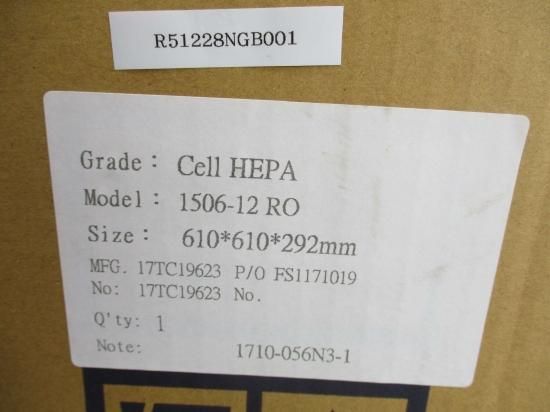 R51228NGB001
Grade: Cell HEPA
Model: 1506-12 RO
Size: 610*610*292mm
MFG. 17TC19623 P/O FS1171019
No: 17TC19623 No.
Q'ty: 1
Note: 1710-056N3-1